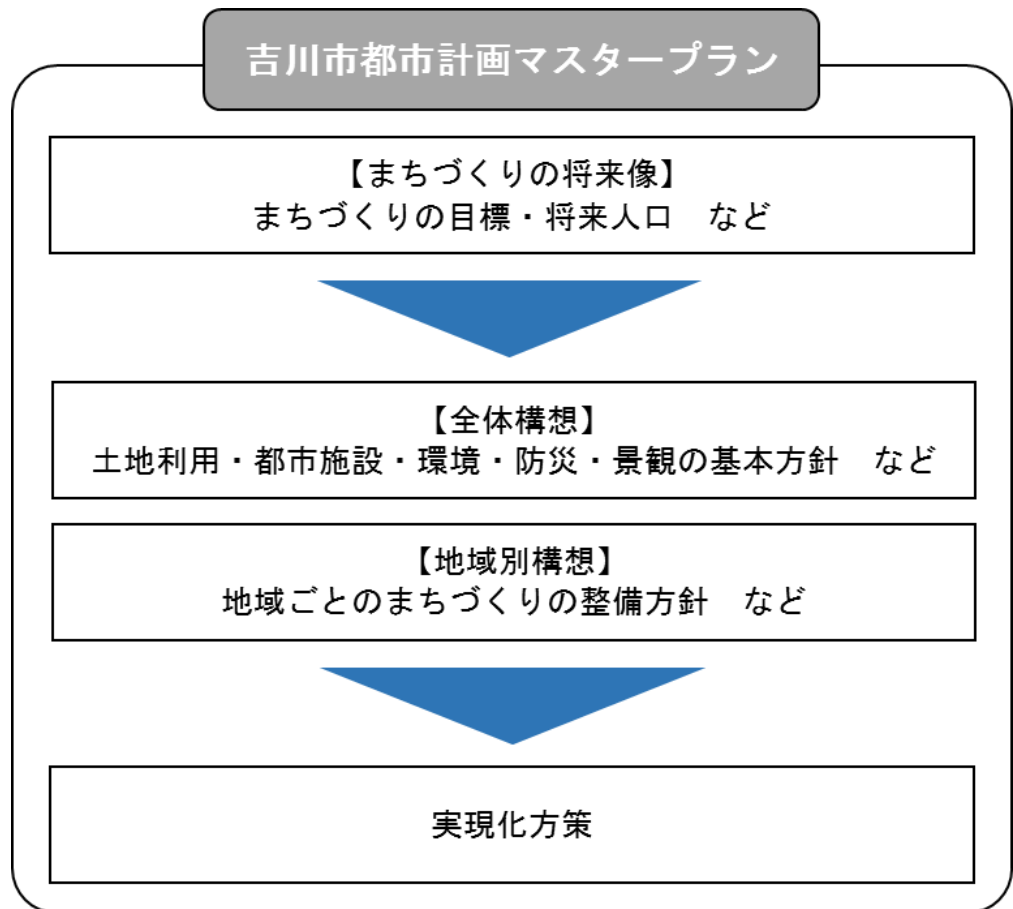 吉川市都市計画マスタープラン
【まちづくりの将来像】
まちづくりの目標・将来人口　など
【全体構想】
土地利用・都市施設・環境・防災・景観の基本方針　など
【地域別構想】
地域ごとのまちづくりの整備方針　など
実現化方策